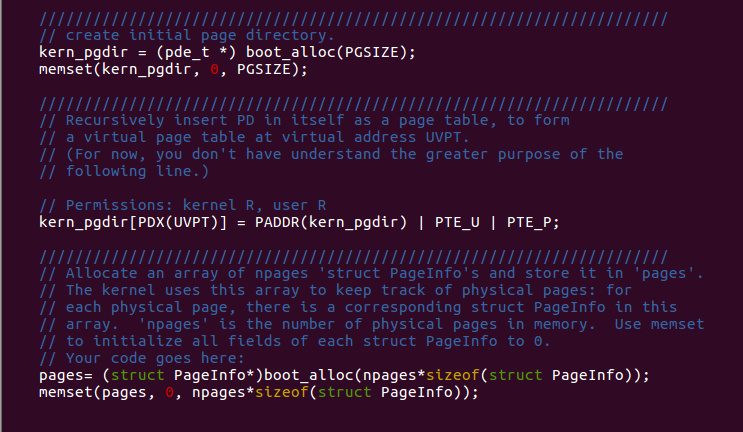 //////////////////////////////////////////////////////////////////////
// create initial page directory.
kern_pgdir = (pde_t *) boot_alloc(PGSIZE);
memset(kern_pgdir, 0, PGSIZE);
//////////////////////////////////////////////////////////////////////
// Recursively insert PD in itself as a page table, to form
// a virtual page table at virtual address UVPT.
// (For now, you don't have understand the greater purpose of the
// following line.)
// Permissions: kernel R, user R
kern_pgdir[PDX(UVPT)] = PADDR(kern_pgdir) | PTE_U | PTE_P;
//////////////////////////////////////////////////////////////////////
// Allocate an array of npages 'struct PageInfo's and store it in 'pages'.
// The kernel uses this array to keep track of physical pages: for
// each physical page, there is a corresponding struct PageInfo in this
// array.  'npages' is the number of physical pages in memory.  Use memset
// to initialize all fields of each struct PageInfo to 0.
// Your code goes here:
pages= (struct PageInfo*)boot_alloc(npages*sizeof(struct PageInfo));
memset(pages, 0, npages*sizeof(struct PageInfo));